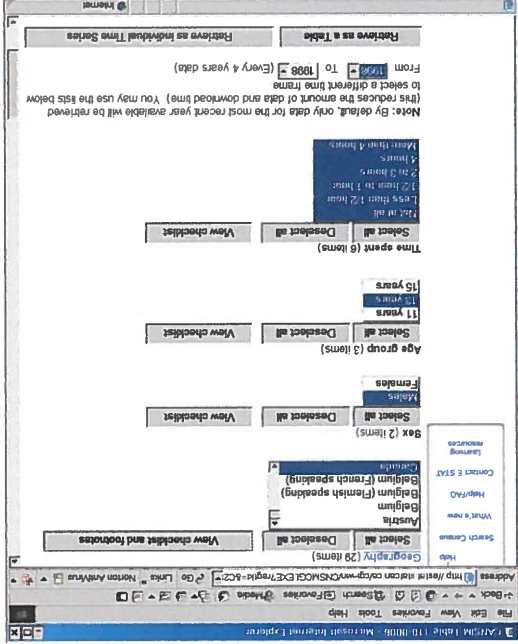 CANSIM Table 110-0006 - Microsoft Internet Explorer
File Edit View Favorites Tools Help
Back Search Favorites Media
Address http://estat.statcan.ca/cgi-win/CNSMCGI.EXE?regtkt=&C2 Go Links Norton AntiVirus
Help
Search Census
What's new
Help/FAQ
Contact E STAT
Learning resources
Geography (29 items)
Select all Deselect all View checklist and footnotes
Austria
Belgium
Belgium (Flemish speaking)
Belgium (French speaking)
Canada
Sex (2 items)
Select all Deselect all View checklist
Males
Females
Age group (3 items)
Select all Deselect all View checklist
11 years
13 years
15 years
Time spent (6 items)
Select all Deselect all View checklist
Not at all
Less than 1/2 hour
1/2 hour to 1 hour
2 to 3 hours
4 hours
More than 4 hours
Note: By default, only data for the most recent year available will be retrieved
(this reduces the amount of data and download time) You may use the lists below
to select a different time frame
From 1998 To 1998 (Every 4 years data)
Retrieve as a Table Retrieve as individual Time Series
Internet